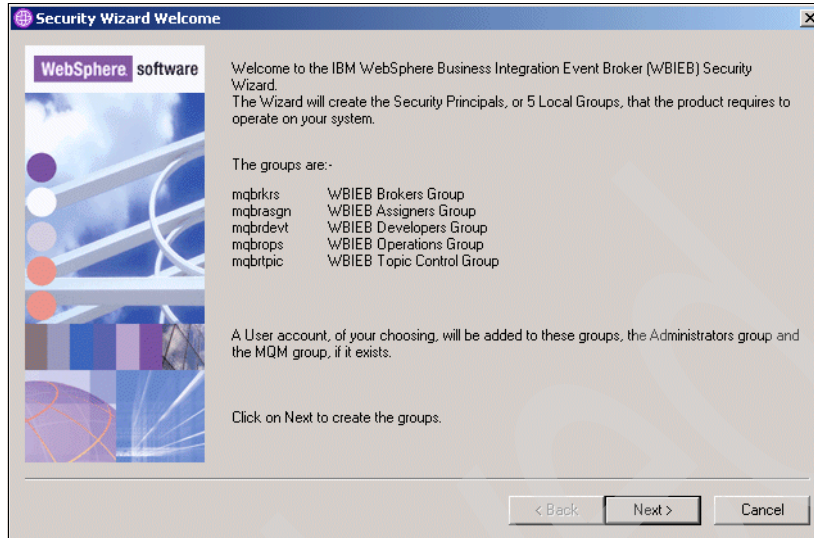 Security Wizard Welcome
WebSphere. software
Welcome to the IBM WebSphere Business Integration Event Broker (WBIEB) Security
Wizard.
The Wizard will create the Security Principals, or 5 Local Groups, that the product requires to
operate on your system.
The groups are:-
mqbrkrs WBIEB Brokers Group
mqbrasgn WBIEB Assigners Group
mqbrdevt WBIEB Developers Group
mqbrops WBIEB Operations Group
mqbrtpic WBIEB Topic Control Group
A User account, of your choosing, will be added to these groups, the Administrators group and
the MQM group, if it exists.
Click on Next to create the groups.
< Back
Next >
Cancel